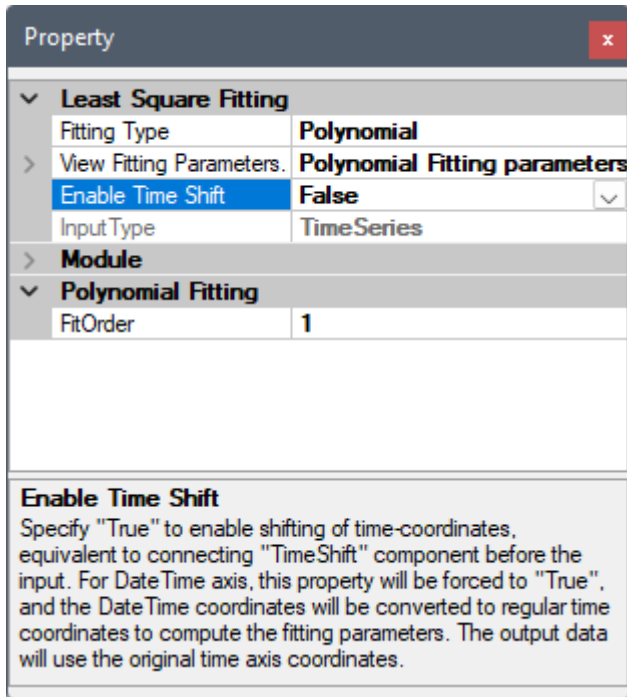 Property
x
Least Square Fitting
Fitting Type Polynomial
View Fitting Parameters. Polynomial Fitting parameters
Enable Time Shift False
InputType TimeSeries
Module
Polynomial Fitting
FitOrder 1
Enable Time Shift
Specify "True" to enable shifting of time-coordinates,
equivalent to connecting "TimeShift" component before the
input. For DateTime axis, this property will be forced to "True",
and the DateTime coordinates will be converted to regular time
coordinates to compute the fitting parameters. The output data
will use the original time axis coordinates.